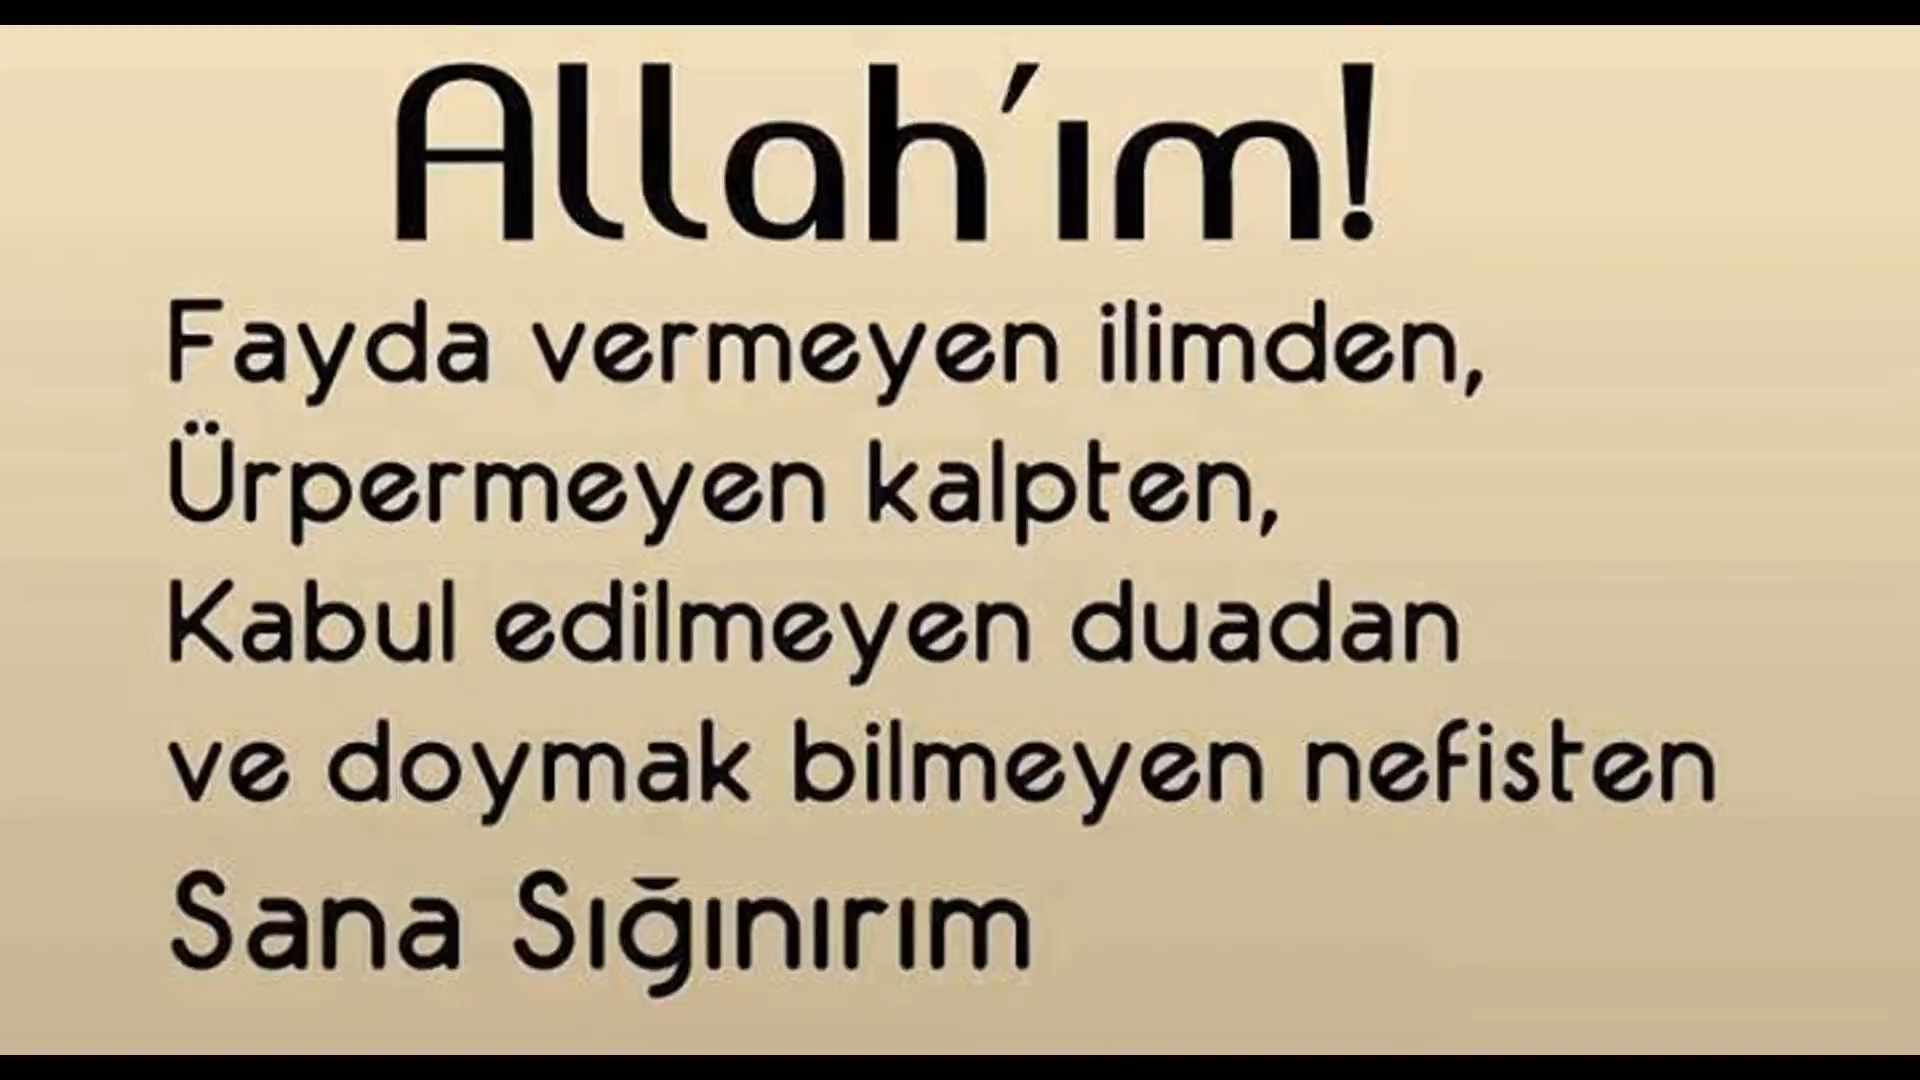 Allah'ım!
Fayda vermeyen ilimden,
Ürpermeyen kalpten,
Kabul edilmeyen duadan
ve doymak bilmeyen nefisten
Sana Sığınırım